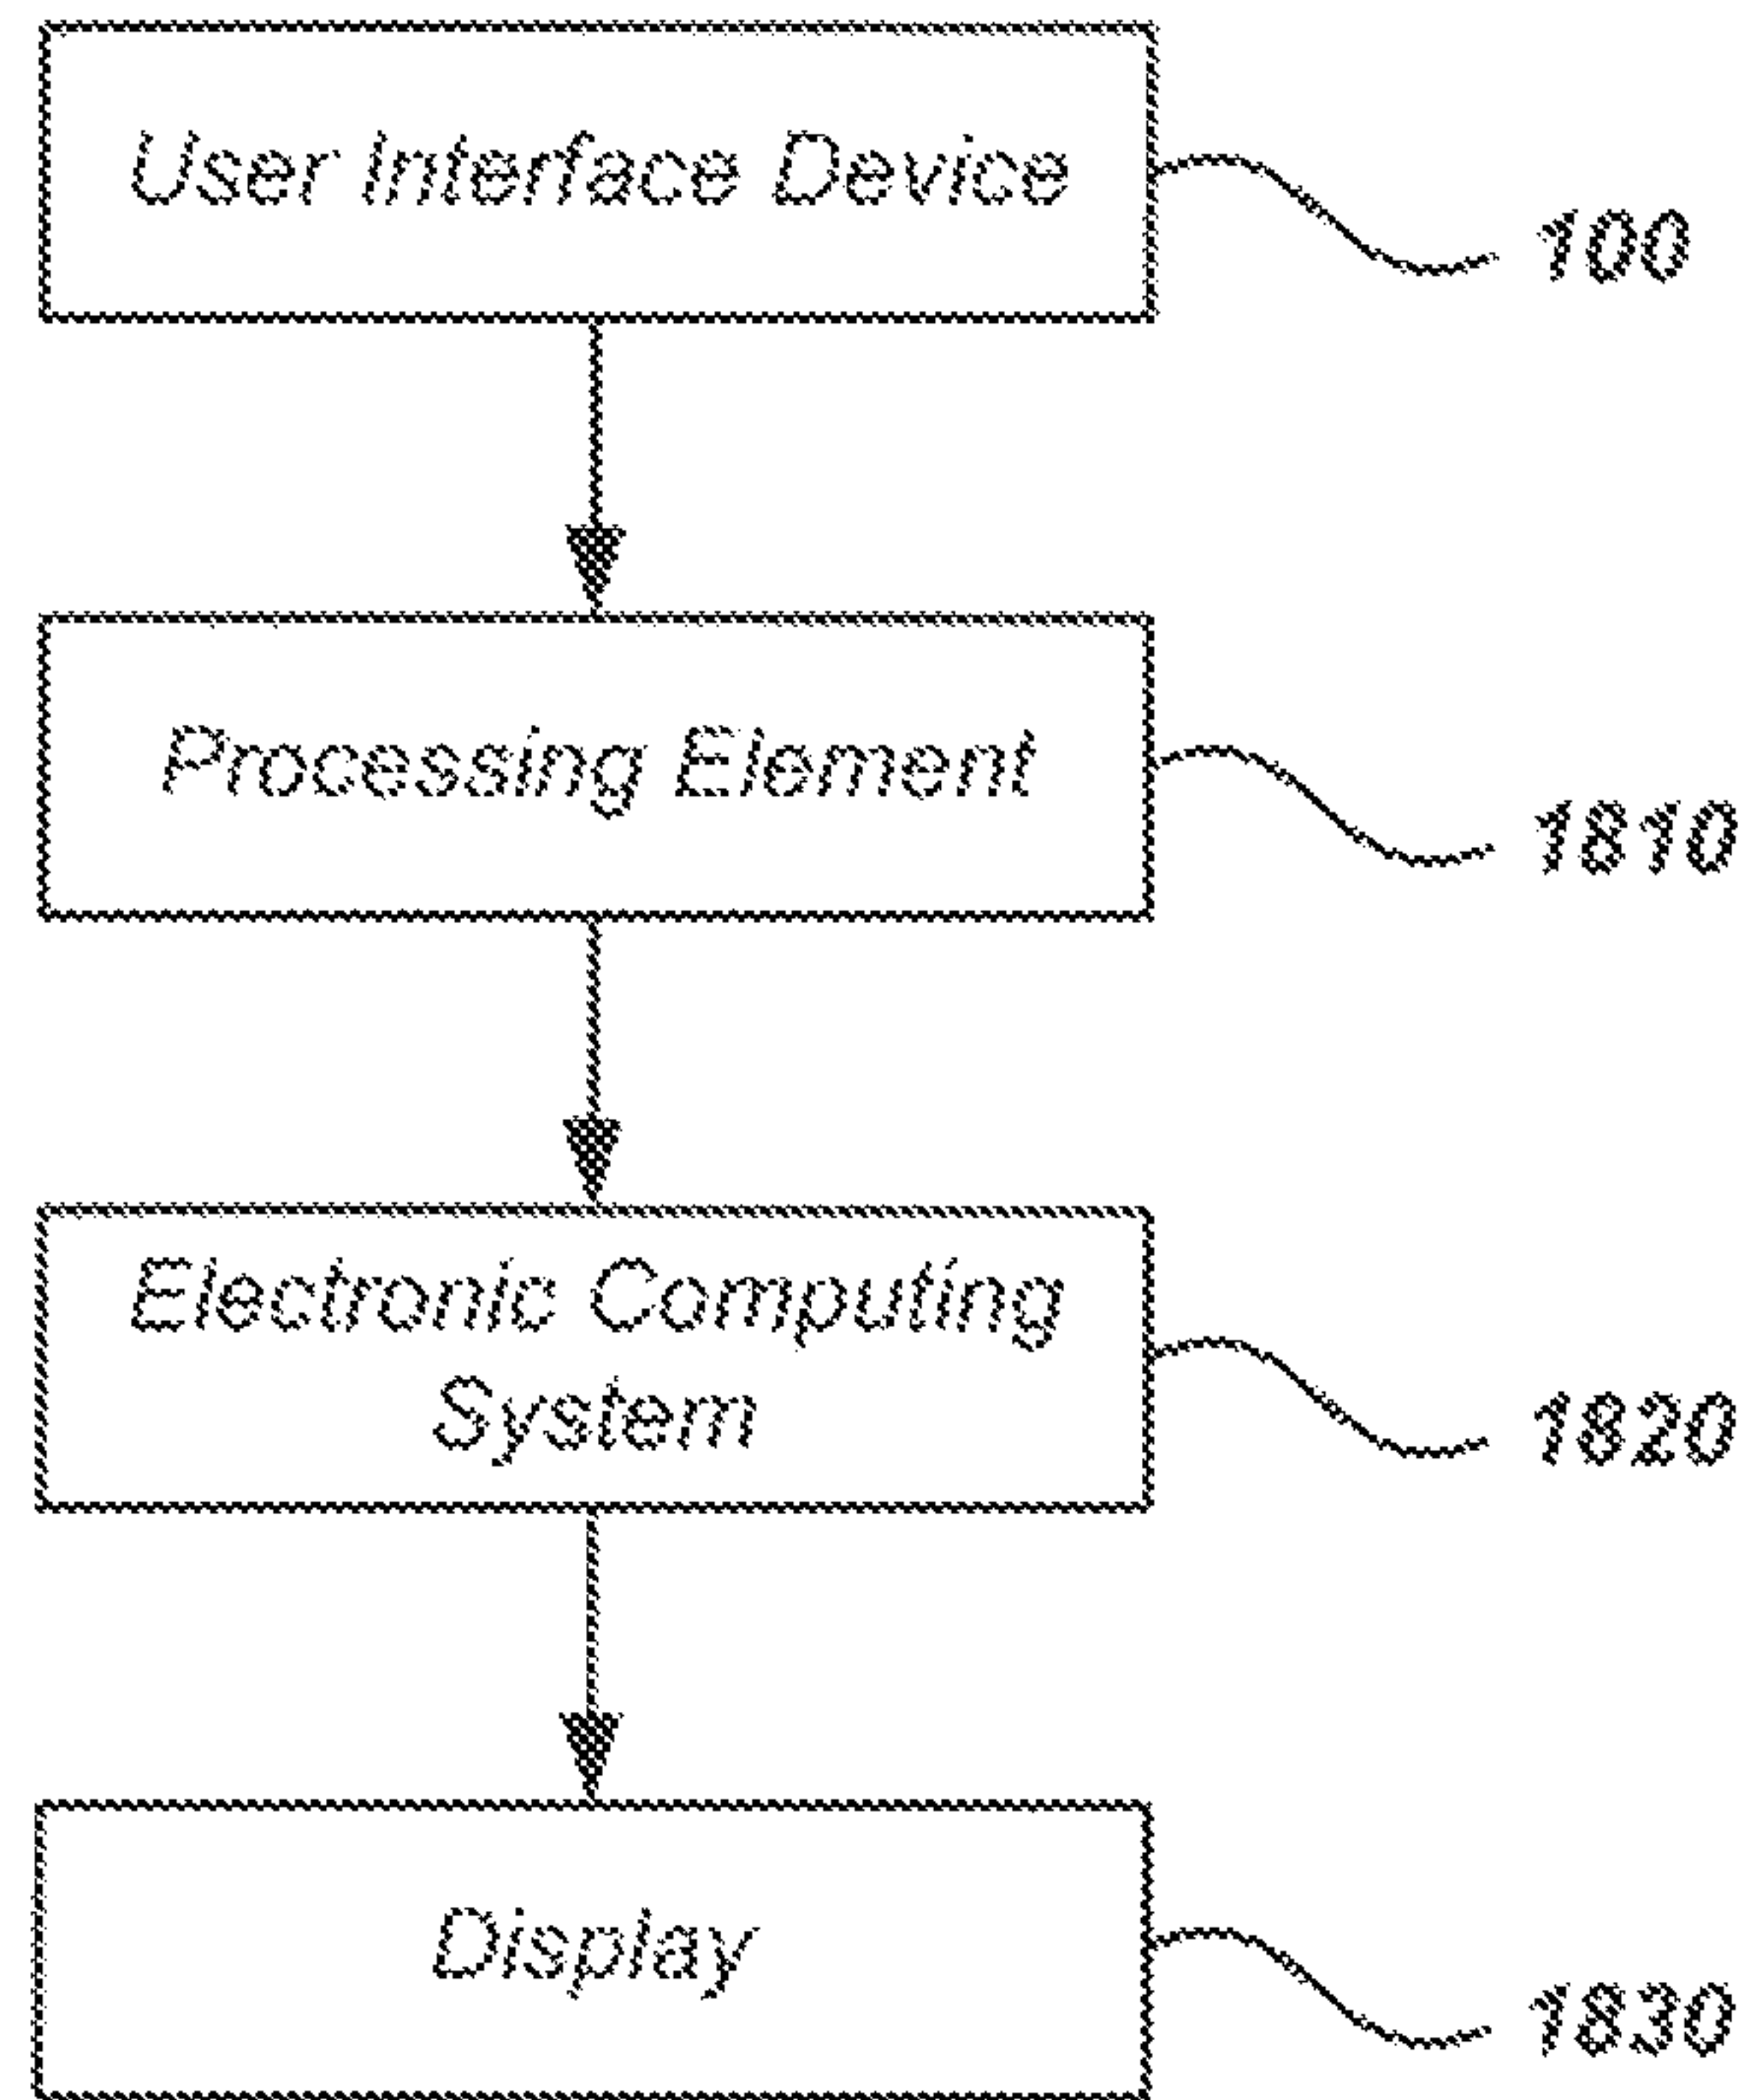 User Interface Device
100
Processing Element
1810
Electronic Computing
System
1820
Display
1830